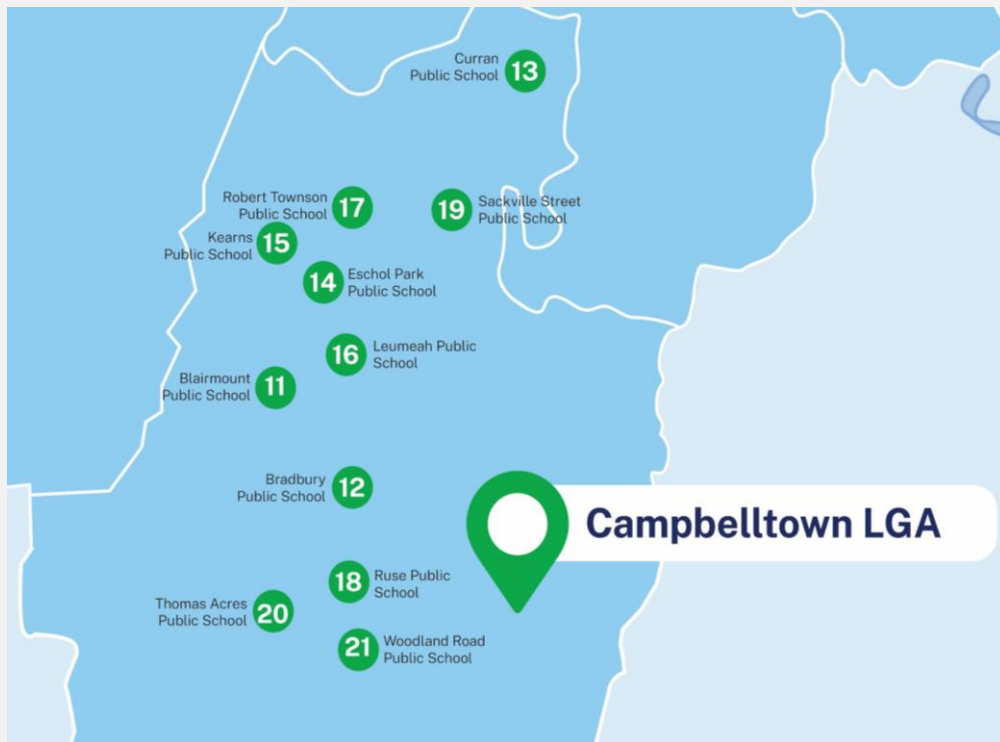 Curran
Public School
13
Robert Townson
Public School
17
19
Sackville Street
Public School
Kearns
Public School
15
14
Eschol Park
Public School
16
Leumeah Public
School
Blairmount
Public School
11
Bradbury
Public School
12
Campbelltown LGA
18
Ruse Public
School
Thomas Acres
Public School
20
21
Woodland Road
Public School